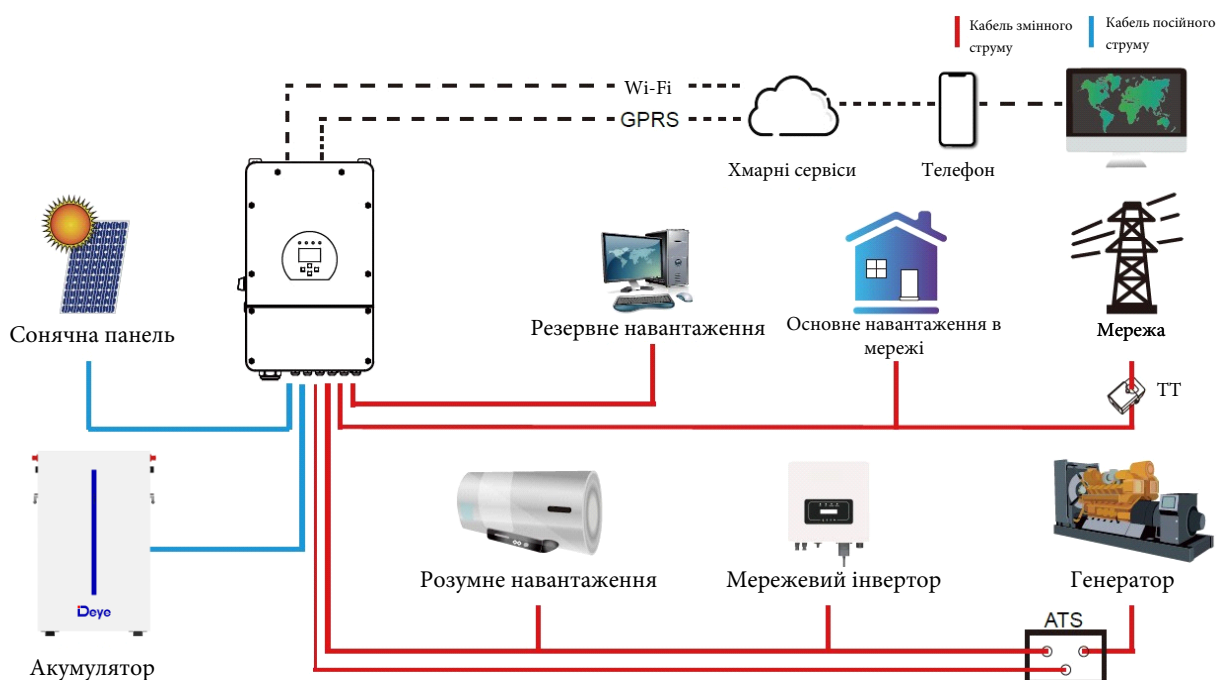 Кабель змінного
струму
Кабель посійного
струму
Wi-Fi
GPRS
Хмарні сервіси
Телефон
Сонячна панель
Резервне навантаження
Основне навантаження в
мережі
Мережа
ТТ
Розумне навантаження
Мережевий інвертор
Генератор
ATS
Deye
Акумулятор